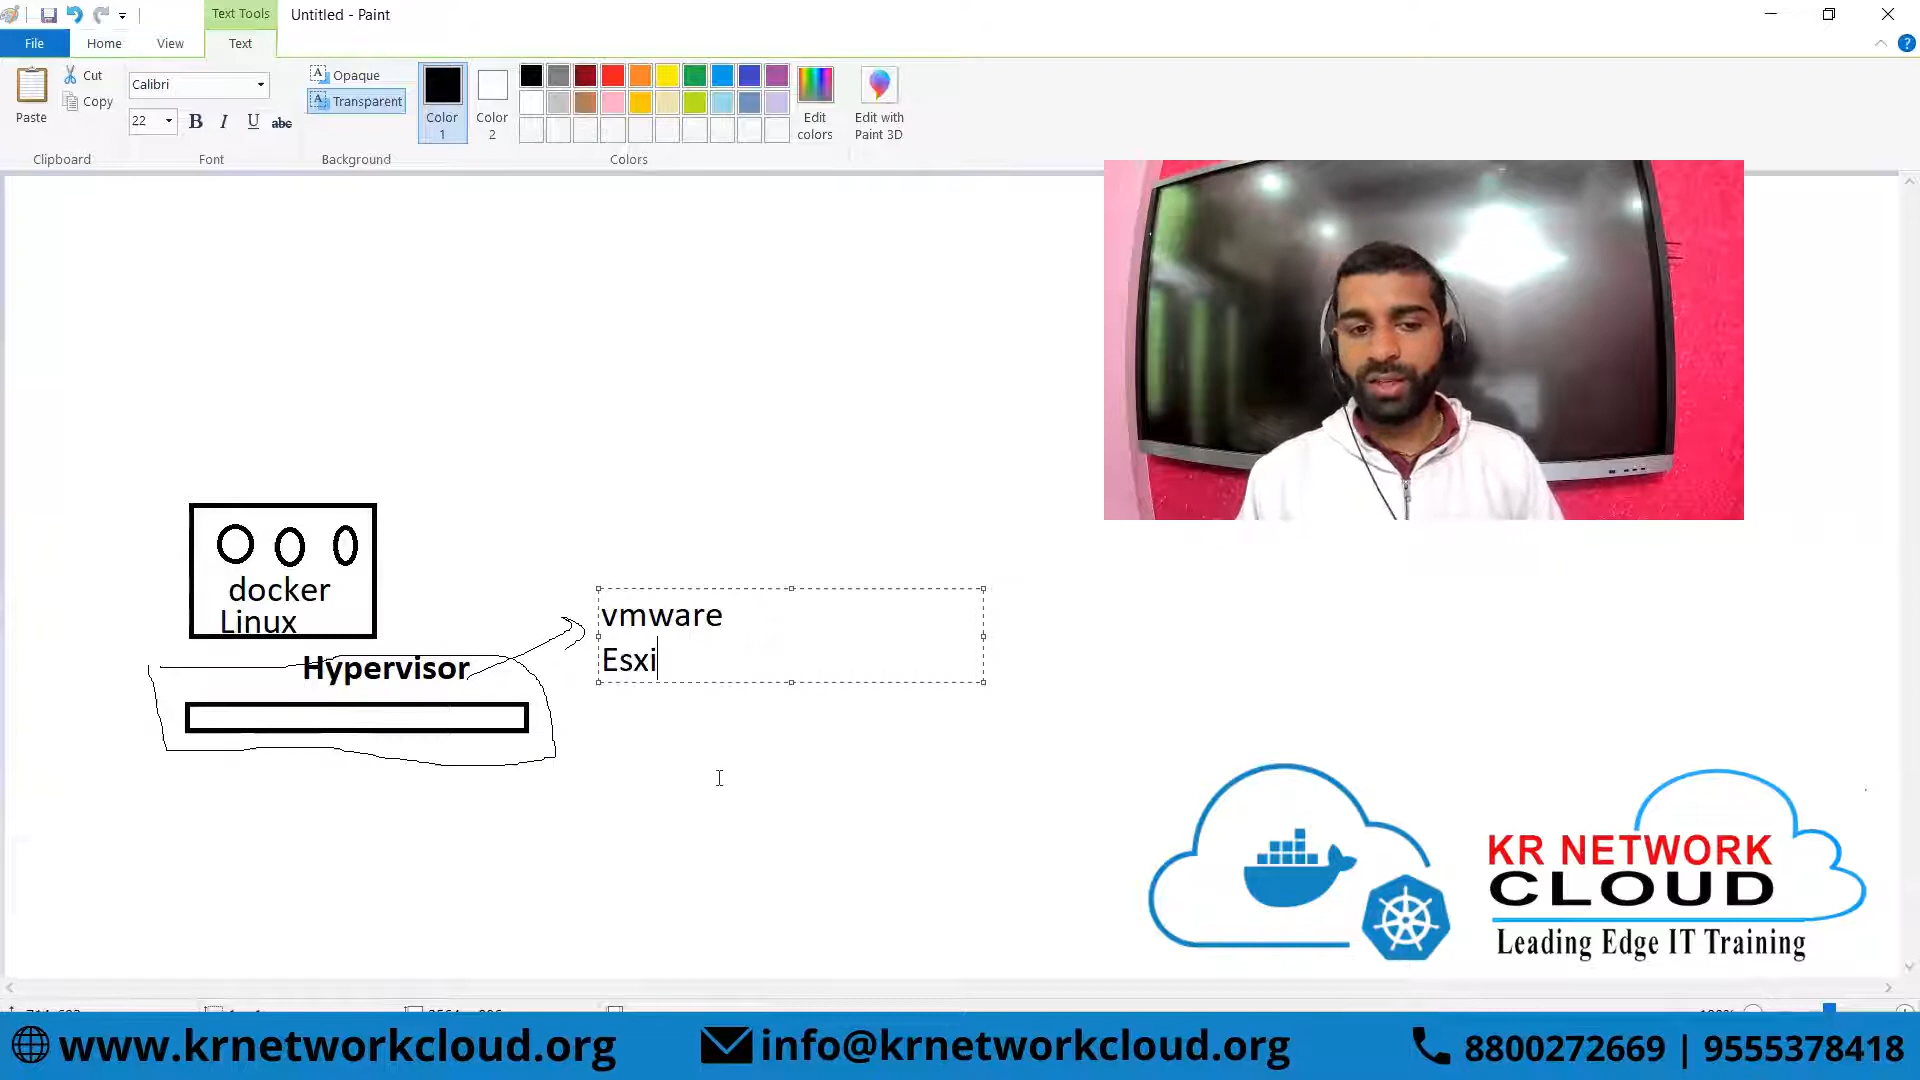 Text Tools
Untitled - Paint
File
Home
View
Text
Paste
Cut
Copy
Calibri
22
B
I
U
abc
Opaque
Transparent
Color
1
Color
2
Edit
colors
Edit with
Paint 3D
Clipboard
Font
Background
Colors
docker
Linux
Hypervisor
vmware
Esxi
KR NETWORK
CLOUD
Leading Edge IT Training
www.krnetworkcloud.org
info@krnetworkcloud.org
8800272669 | 9555378418